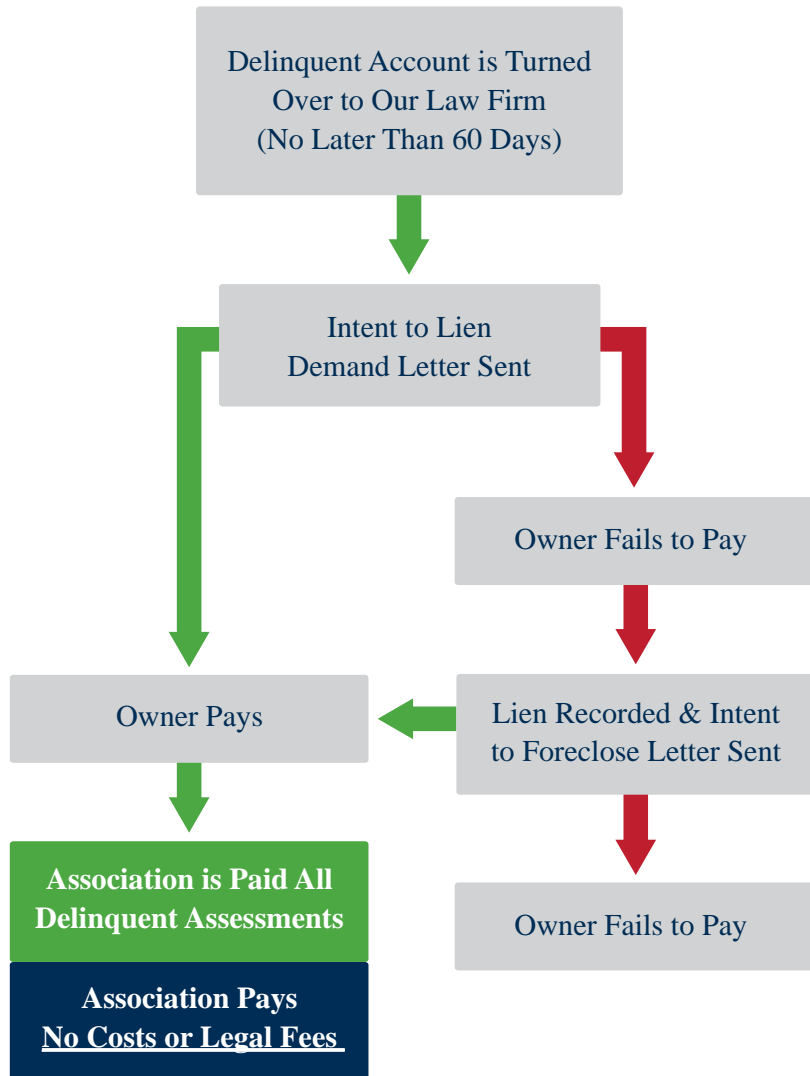 Delinquent Account is Turned
Over to Our Law Firm
(No Later Than 60 Days)
Intent to Lien
Demand Letter Sent
Owner Fails to Pay
Owner Pays
Lien Recorded & Intent
to Foreclose Letter Sent
Association is Paid All
Delinquent Assessments
Owner Fails to Pay
Association Pays
No Costs or Legal Fees